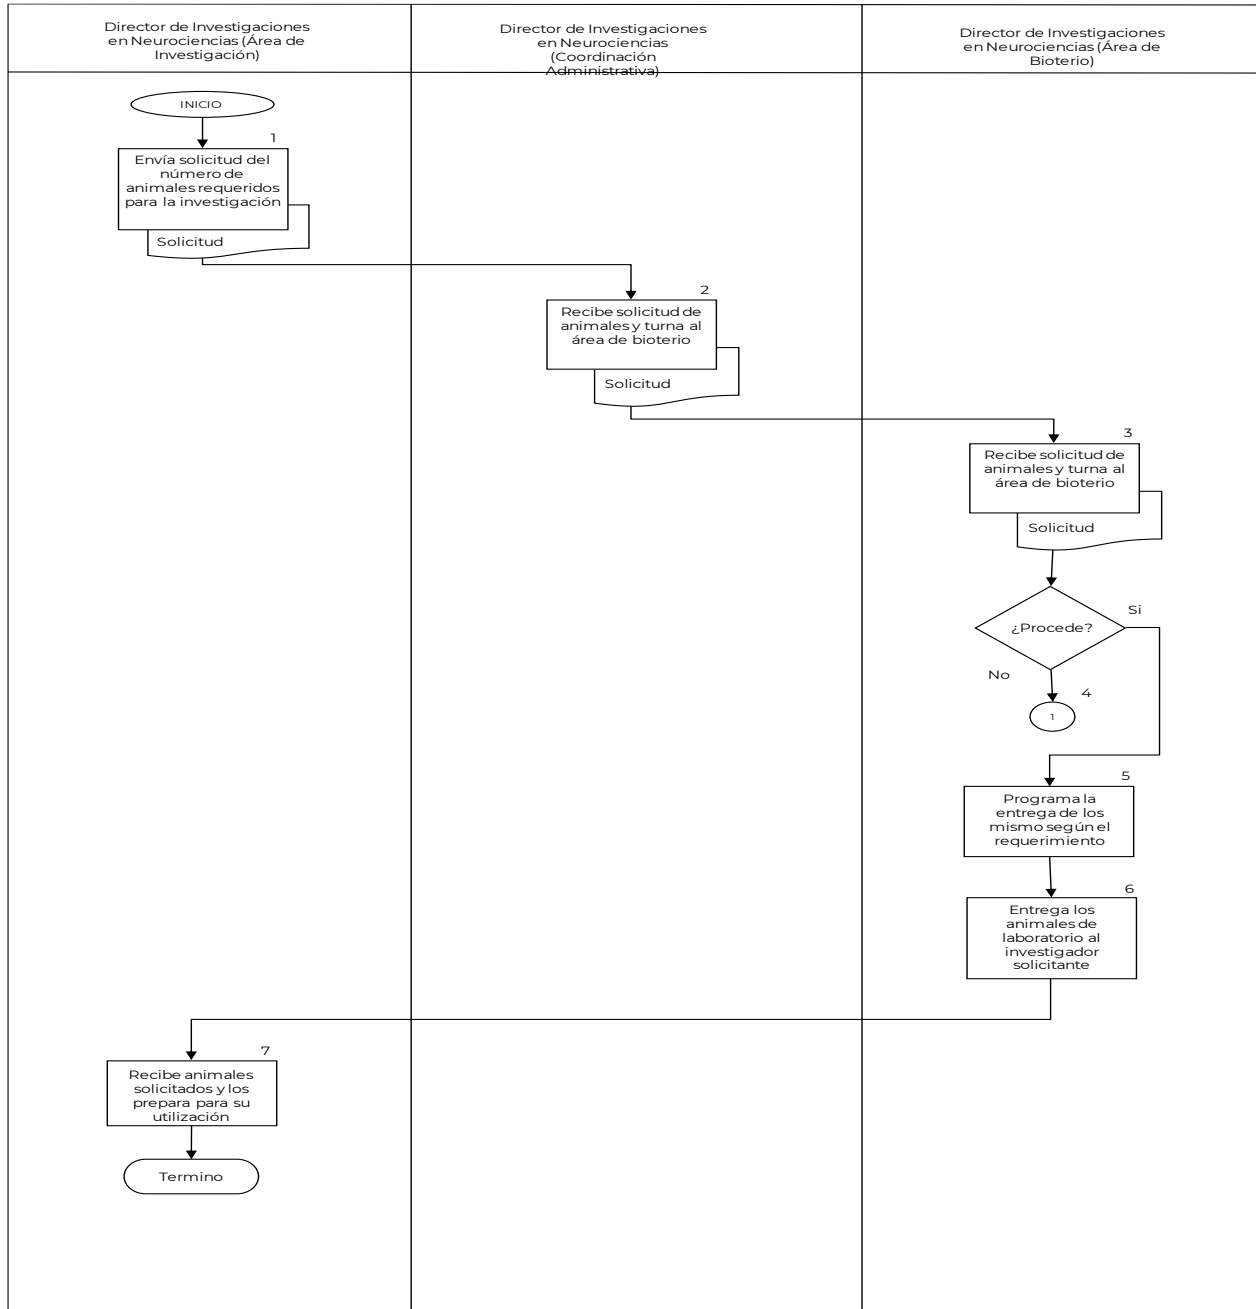 Director de Investigaciones
en Neurociencias (Área de
Investigación)
Director de Investigaciones
en Neurociencias
(Coordinación
Administrativa)
Director de Investigaciones
en Neurociencias (Área de
Bioterio)
INICIO
1
Envía solicitud del
número de
animales requeridos
para la investigación
Solicitud
2
Recibe solicitud de
animales y turna al
área de bioterio
Solicitud
3
Recibe solicitud de
animales y turna al
área de bioterio
Solicitud
¿Procede?
Si
No
4
1
5
Programa la
entrega de los
mismo según el
requerimiento
6
Entrega los
animales de
laboratorio al
investigador
solicitante
7
Recibe animales
solicitados y los
prepara para su
utilización
Termino